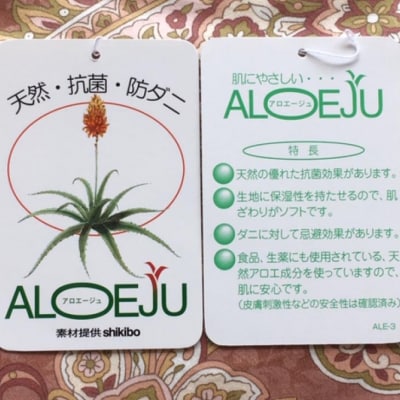 天然・抗菌・防ダニ
ALOEJU
アロエージュ
素材提供 shikibo
肌にやさしい・・・
ALOEJU
アロエージュ
特長
天然の優れた抗菌効果があります。
生地に保湿性を持たせるので、肌
ざわりがソフトです。
ダニに対して忌避効果があります。
食品、生薬にも使用されている、天
然アロエ成分を使っていますので、
肌に安心です。
(皮膚刺激性などの安全性は確認済み)
ALE-3